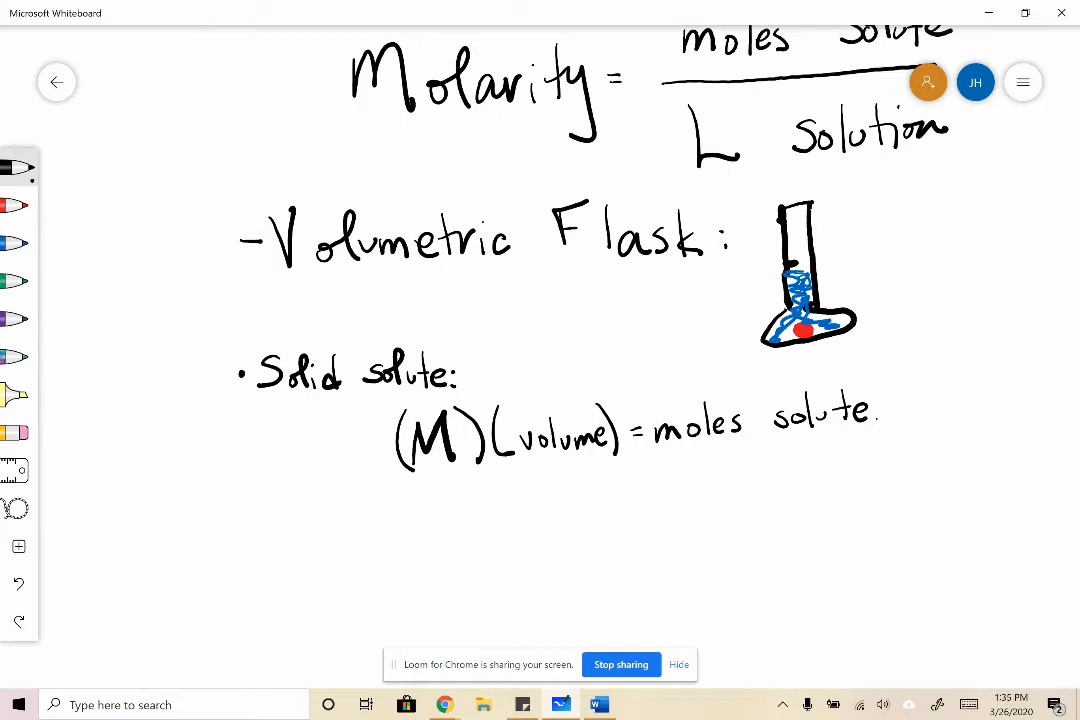 Microsoft Whiteboard
moles solute
Molarity =
L solution
JH
-Volumetric Flask:
• Solid solute:
(M)(volume) = moles solute.
Loom for Chrome is sharing your screen. Stop sharing Hide
Type here to search
1:35 PM
3/26/2020
2